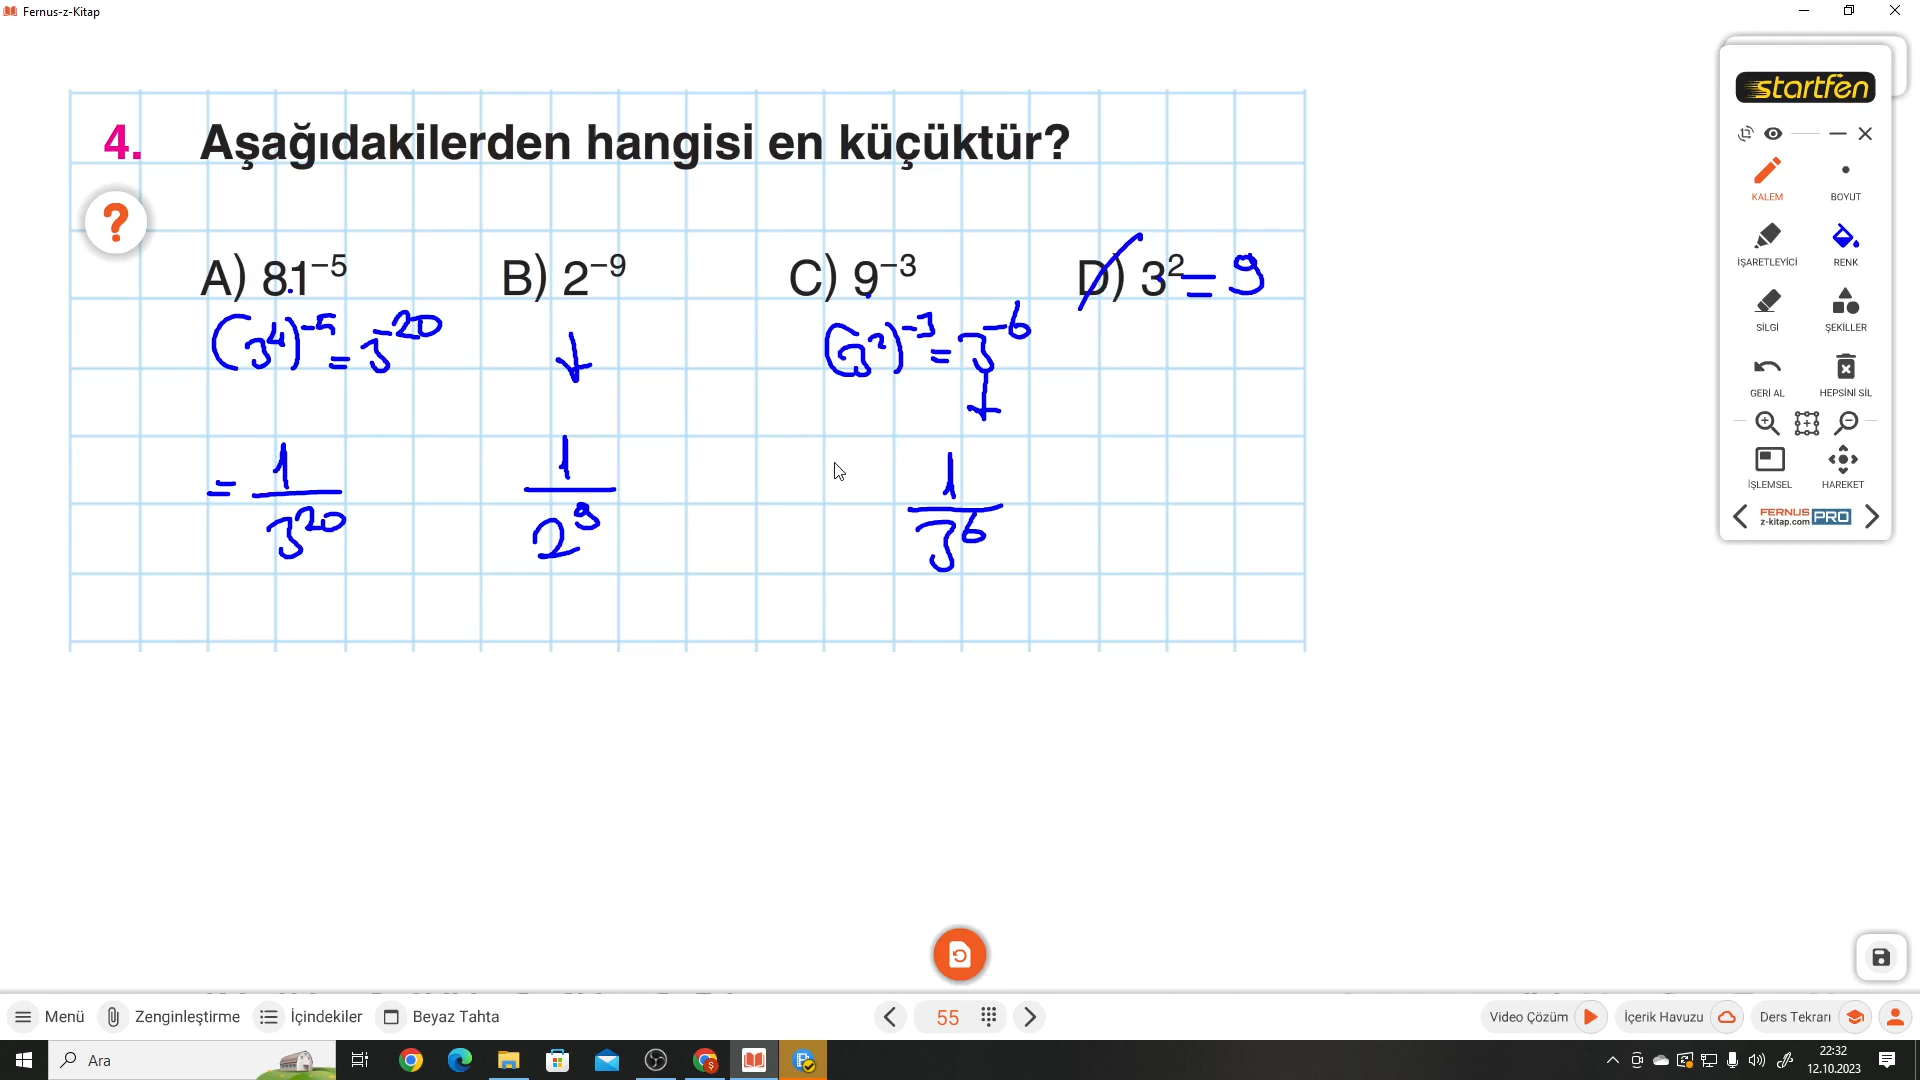 Fernus-z-Kitap
startfen
4. Aşağıdakilerden hangisi en küçüktür?
?
A) 81⁻⁵ B) 2⁻⁹ C) 9⁻³ D) 3² = 9
(3⁴)⁻⁵ = 3⁻²⁰ (3²)⁻³ = 3⁻⁶
= 1/3²⁰ 1/2⁹ 1/3⁶
KALEM BOYUT
İŞARETLEYİCİ RENK
SİLGİ ŞEKİLLER
GERİ AL HEPSİNİ SİL
İŞLEMSEL HAREKET
FERNUS z-kitap.com PRO
Menü Zenginleştirme İçindekiler Beyaz Tahta 55 Video Çözüm İçerik Havuzu Ders Tekrarı
Ara
22:32
12.10.2023